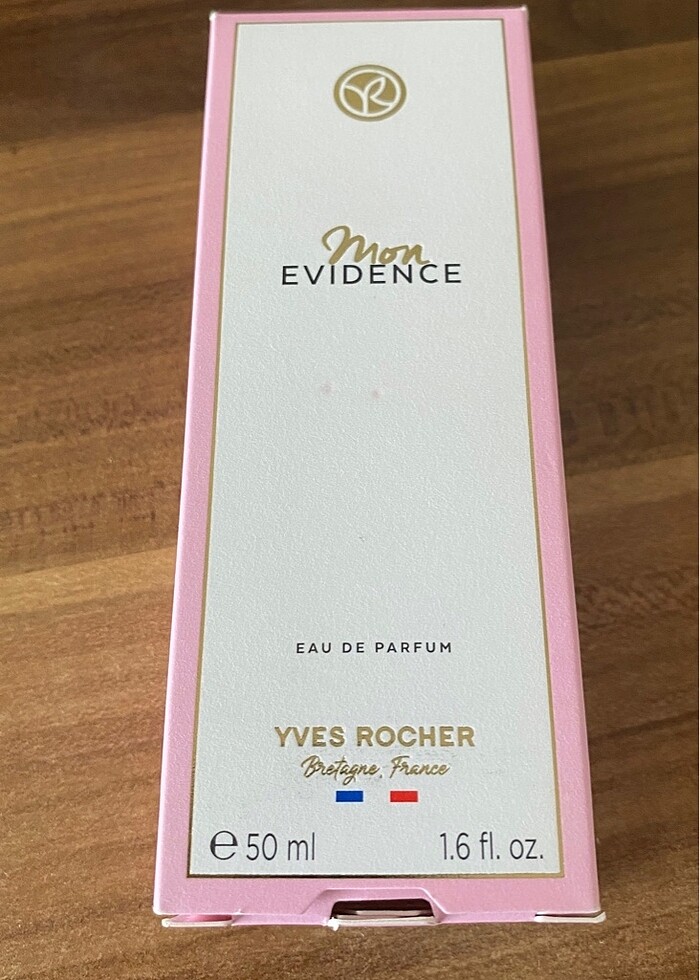 Mon
EVIDENCE
EAU DE PARFUM
YVES ROCHER
Bretagne, France
℮ 50 ml 1.6 fl. oz.